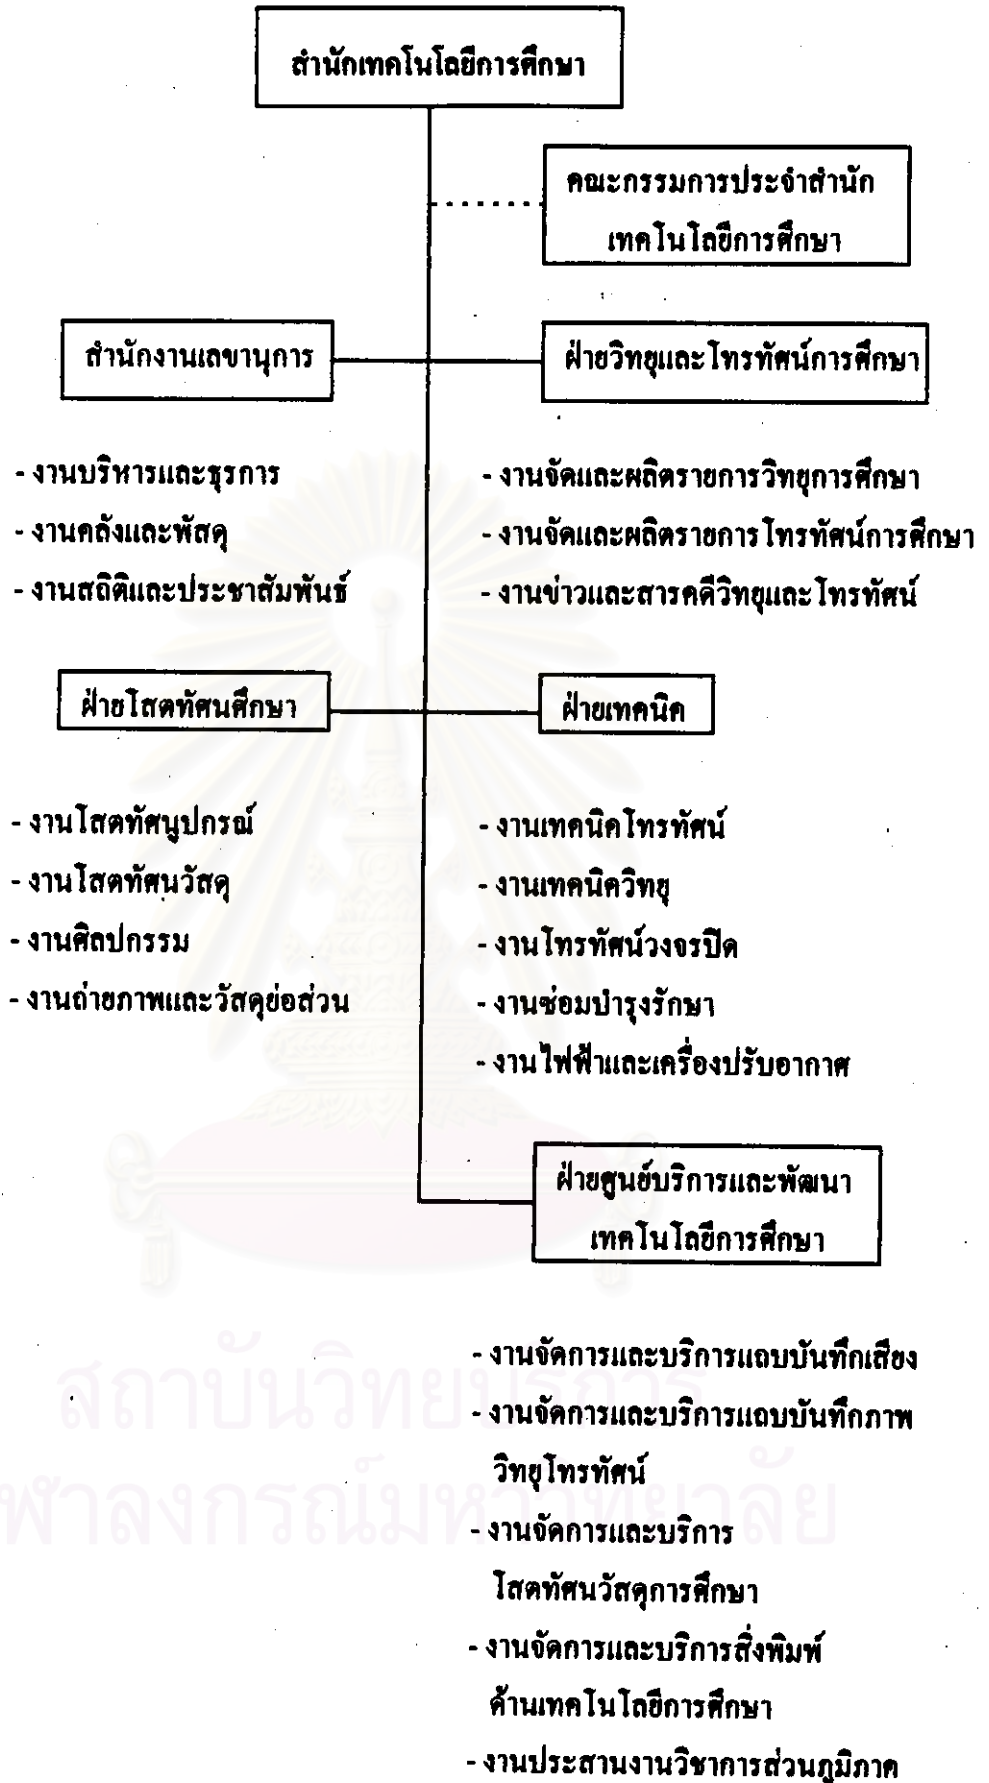 สำนักเทคโนโลยีการศึกษา
คณะกรรมการประจำสำนัก
เทคโนโลยีการศึกษา
สำนักงานเลขานุการ
ฝ่ายวิทยุและโทรทัศน์การศึกษา
- งานบริหารและธุรการ
- งานคลังและพัสดุ
- งานสถิติและประชาสัมพันธ์
- งานจัดและผลิตรายการวิทยุการศึกษา
- งานจัดและผลิตรายการโทรทัศน์การศึกษา
- งานข่าวและสารคดีวิทยุและโทรทัศน์
ฝ่ายโสตทัศนศึกษา
ฝ่ายเทคนิค
- งานโสตทัศนูปกรณ์
- งานโสตทัศนวัสดุ
- งานศิลปกรรม
- งานถ่ายภาพและวัสดุย่อส่วน
- งานเทคนิคโทรทัศน์
- งานเทคนิควิทยุ
- งานโทรทัศน์วงจรปิด
- งานซ่อมบำรุงรักษา
- งานไฟฟ้าและเครื่องปรับอากาศ
ฝ่ายศูนย์บริการและพัฒนา
เทคโนโลยีการศึกษา
- งานจัดการและบริการแถบบันทึกเสียง
- งานจัดการและบริการแถบบันทึกภาพ
วิทยุโทรทัศน์
- งานจัดการและบริการ
โสตทัศนวัสดุการศึกษา
- งานจัดการและบริการสิ่งพิมพ์
ด้านเทคโนโลยีการศึกษา
- งานประสานงานวิชาการส่วนภูมิภาค
สถาบันวิทยบริการ
ฬาลงกรณ์มหาวิทยาลัย